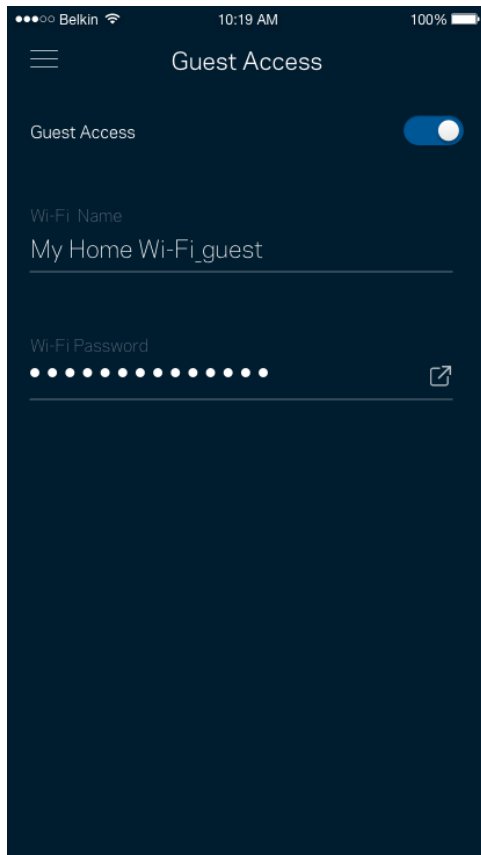 Belkin 10:19 AM 100%
Guest Access
Guest Access
Wi-Fi Name
My Home Wi-Fi_guest
Wi-Fi Password
●●●●●●●●●●●●●●